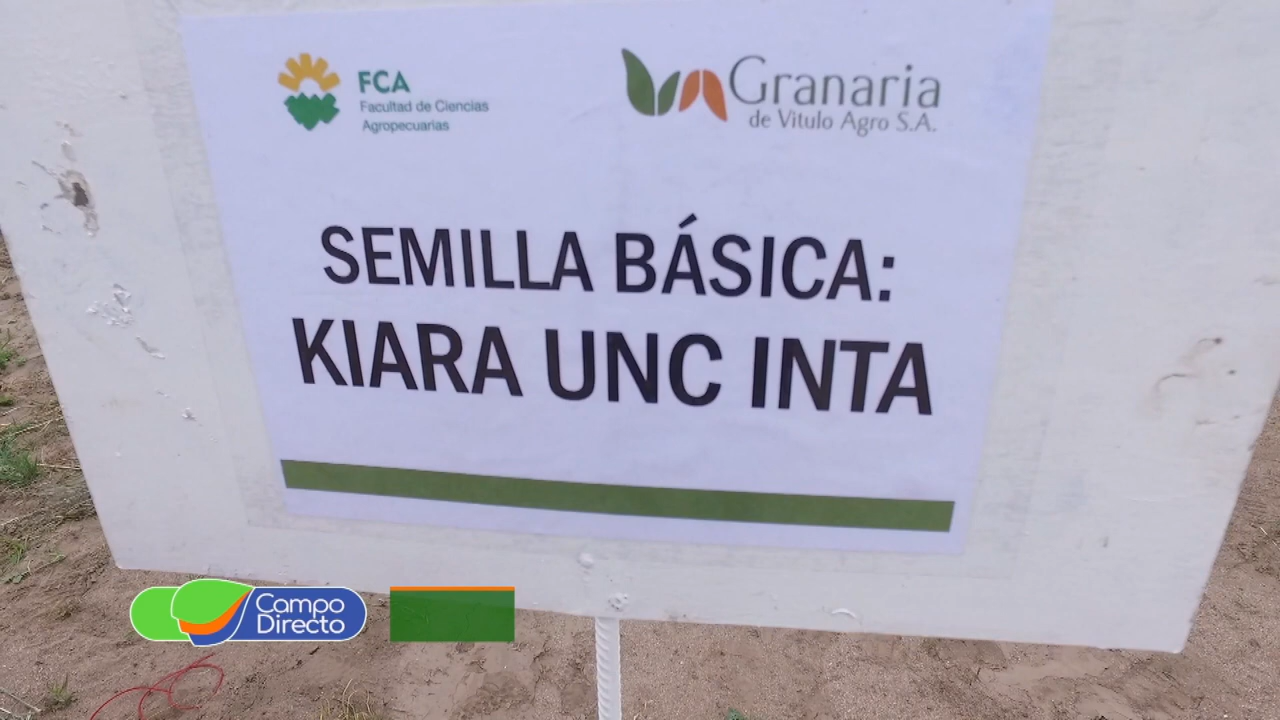 FCA
Facultad de Ciencias
Agropecuarias
Granaria
de Vitulo Agro S.A.
SEMILLA BÁSICA:
KIARA UNC INTA
Campo
Directo